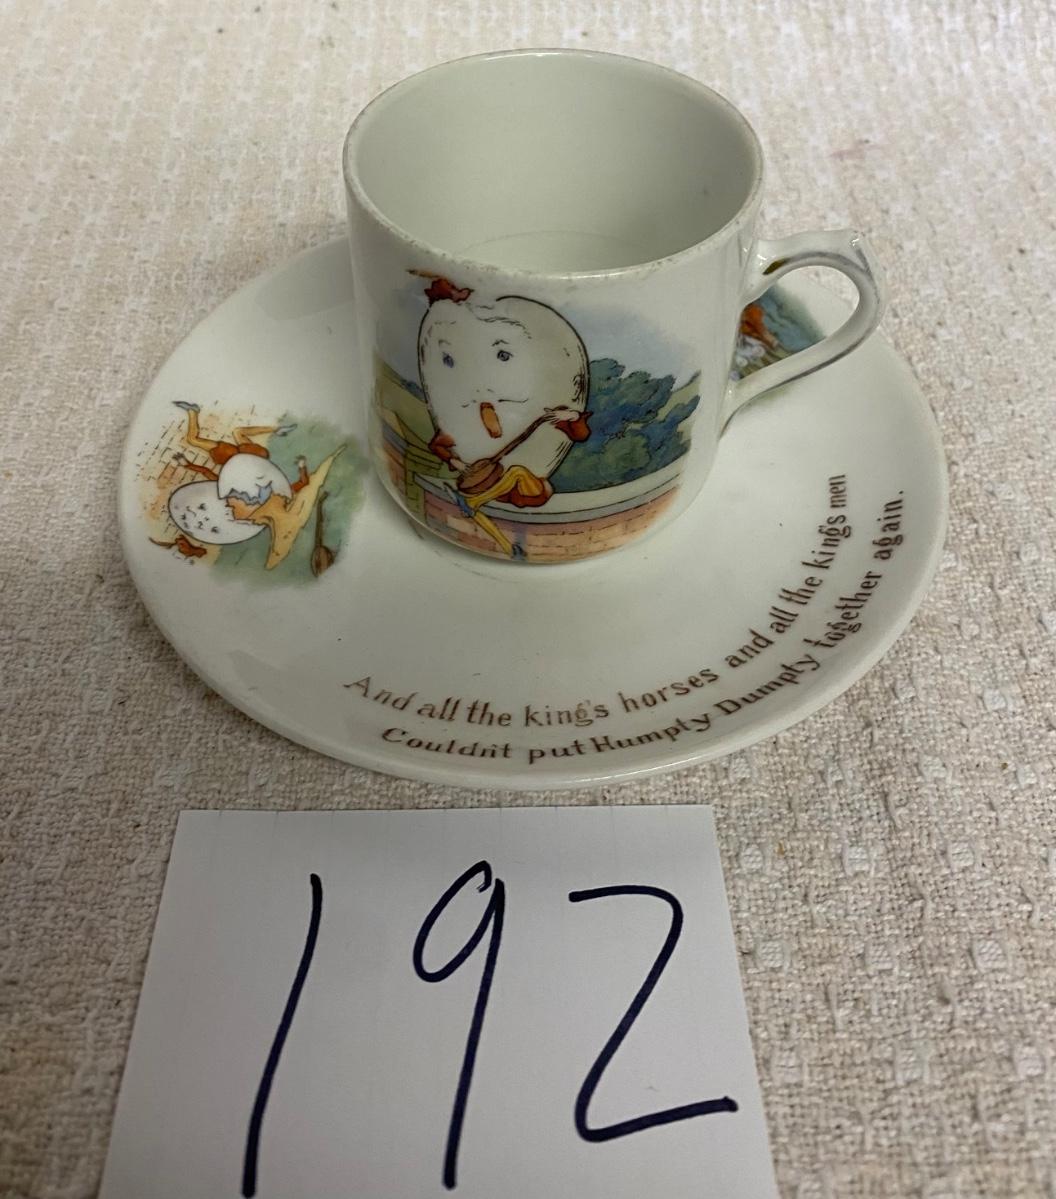 And all the king's horses and all the king's men
Couldn't put Humpty Dumpty together again.
192